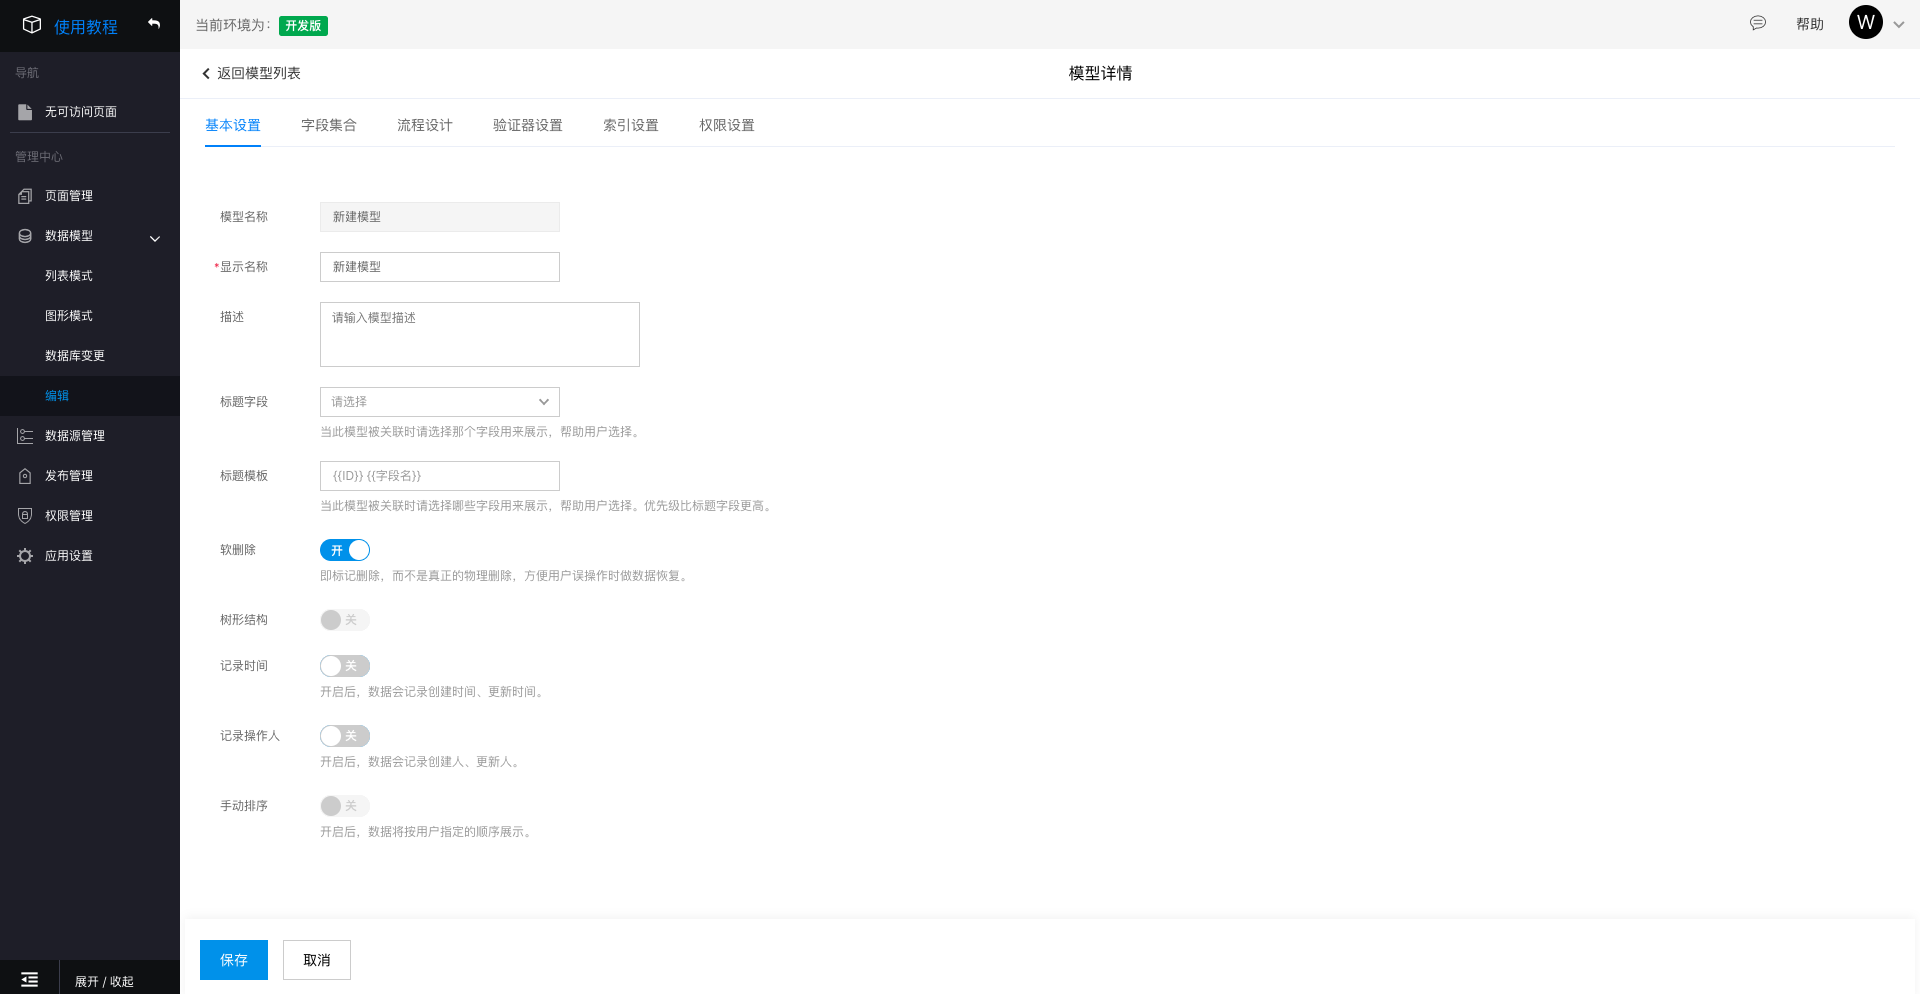 使用教程
当前环境为： 开发版
帮助 W
导航
无可访问页面
管理中心
页面管理
数据模型
列表模式
图形模式
数据库变更
编辑
数据源管理
发布管理
权限管理
应用设置
展开 / 收起
返回模型列表
模型详情
基本设置 字段集合 流程设计 验证器设置 索引设置 权限设置
模型名称 新建模型
*显示名称 新建模型
描述 请输入模型描述
标题字段 请选择
当此模型被关联时请选择那个字段用来展示，帮助用户选择。
标题模板 {{ID}} {{字段名}}
当此模型被关联时请选择哪些字段用来展示，帮助用户选择。优先级比标题字段更高。
软删除 开
即标记删除，而不是真正的物理删除，方便用户误操作时做数据恢复。
树形结构 关
记录时间 关
开启后，数据会记录创建时间、更新时间。
记录操作人 关
开启后，数据会记录创建人、更新人。
手动排序 关
开启后，数据将按用户指定的顺序展示。
保存 取消